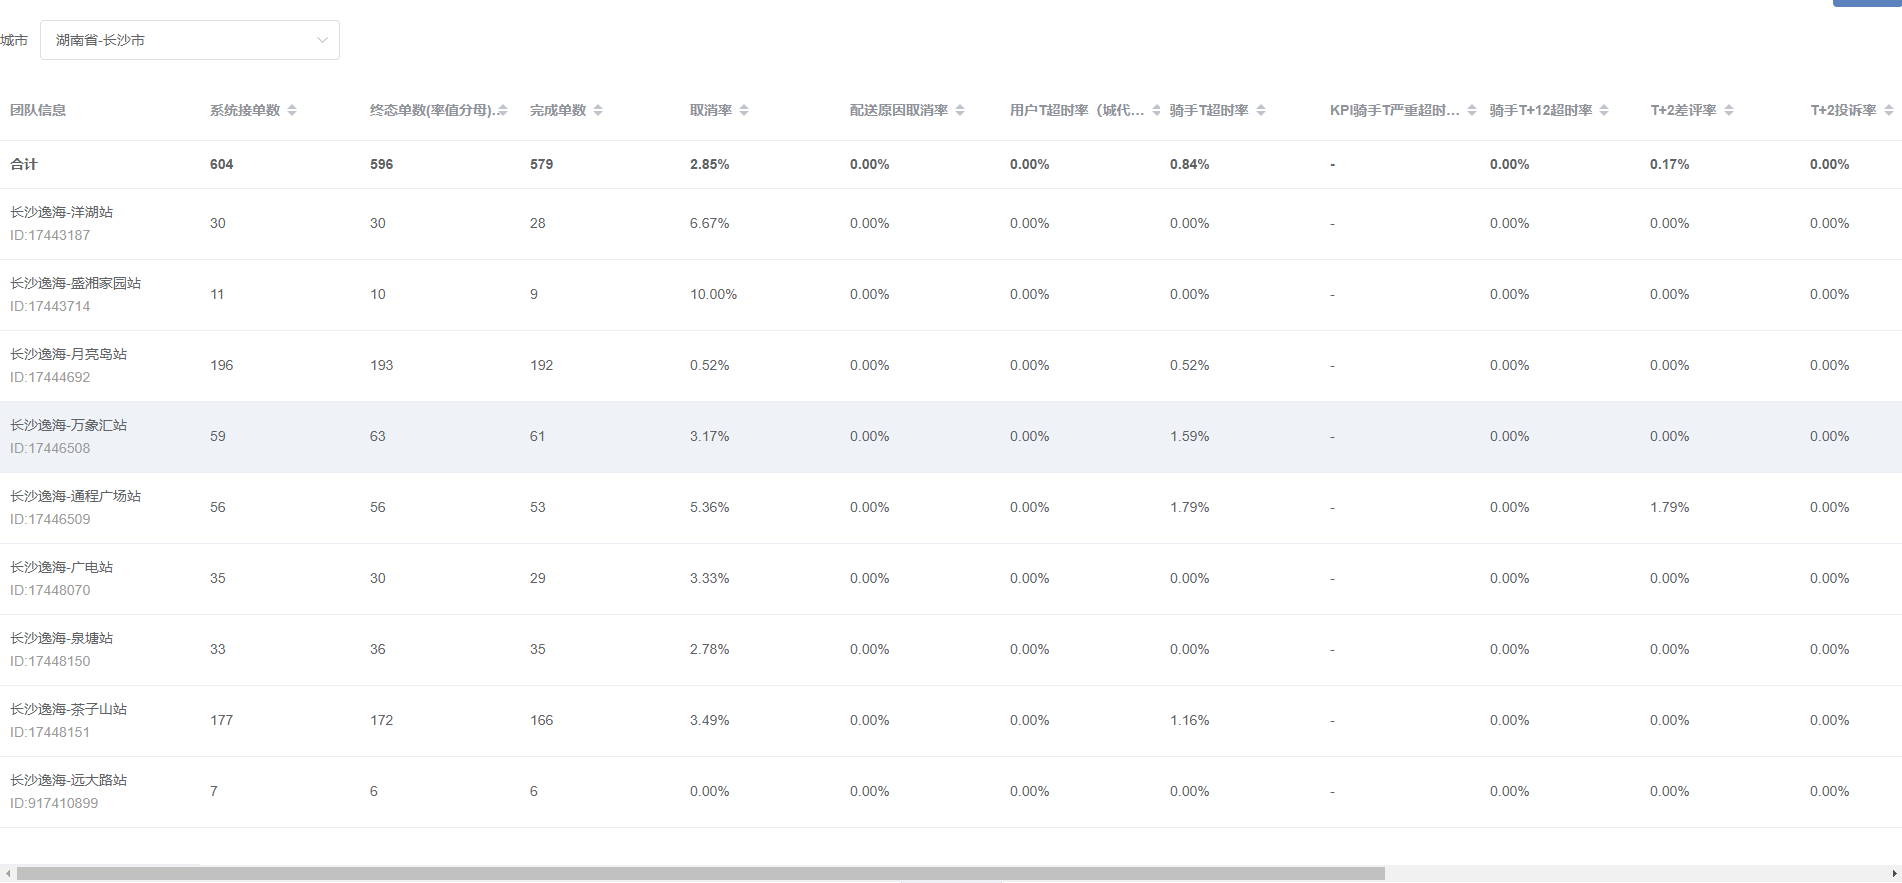 城市 湖南省-长沙市
团队信息 系统接单数 终态单数(率值分母)... 完成单数 取消率 配送原因取消率 用户T超时率（城代... 骑手T超时率 KPI骑手T严重超时... 骑手T+12超时率 T+2差评率 T+2投诉率
合计 604 596 579 2.85% 0.00% 0.00% 0.84% - 0.00% 0.17% 0.00%
长沙逸海-洋湖站
ID:17443187
30 30 28 6.67% 0.00% 0.00% 0.00% - 0.00% 0.00% 0.00%
长沙逸海-盛湘家园站
ID:17443714
11 10 9 10.00% 0.00% 0.00% 0.00% - 0.00% 0.00% 0.00%
长沙逸海-月亮岛站
ID:17444692
196 193 192 0.52% 0.00% 0.00% 0.52% - 0.00% 0.00% 0.00%
长沙逸海-万象汇站
ID:17446508
59 63 61 3.17% 0.00% 0.00% 1.59% - 0.00% 0.00% 0.00%
长沙逸海-通程广场站
ID:17446509
56 56 53 5.36% 0.00% 0.00% 1.79% - 0.00% 1.79% 0.00%
长沙逸海-广电站
ID:17448070
35 30 29 3.33% 0.00% 0.00% 0.00% - 0.00% 0.00% 0.00%
长沙逸海-泉塘站
ID:17448150
33 36 35 2.78% 0.00% 0.00% 0.00% - 0.00% 0.00% 0.00%
长沙逸海-茶子山站
ID:17448151
177 172 166 3.49% 0.00% 0.00% 1.16% - 0.00% 0.00% 0.00%
长沙逸海-远大路站
ID:917410899
7 6 6 0.00% 0.00% 0.00% 0.00% - 0.00% 0.00% 0.00%